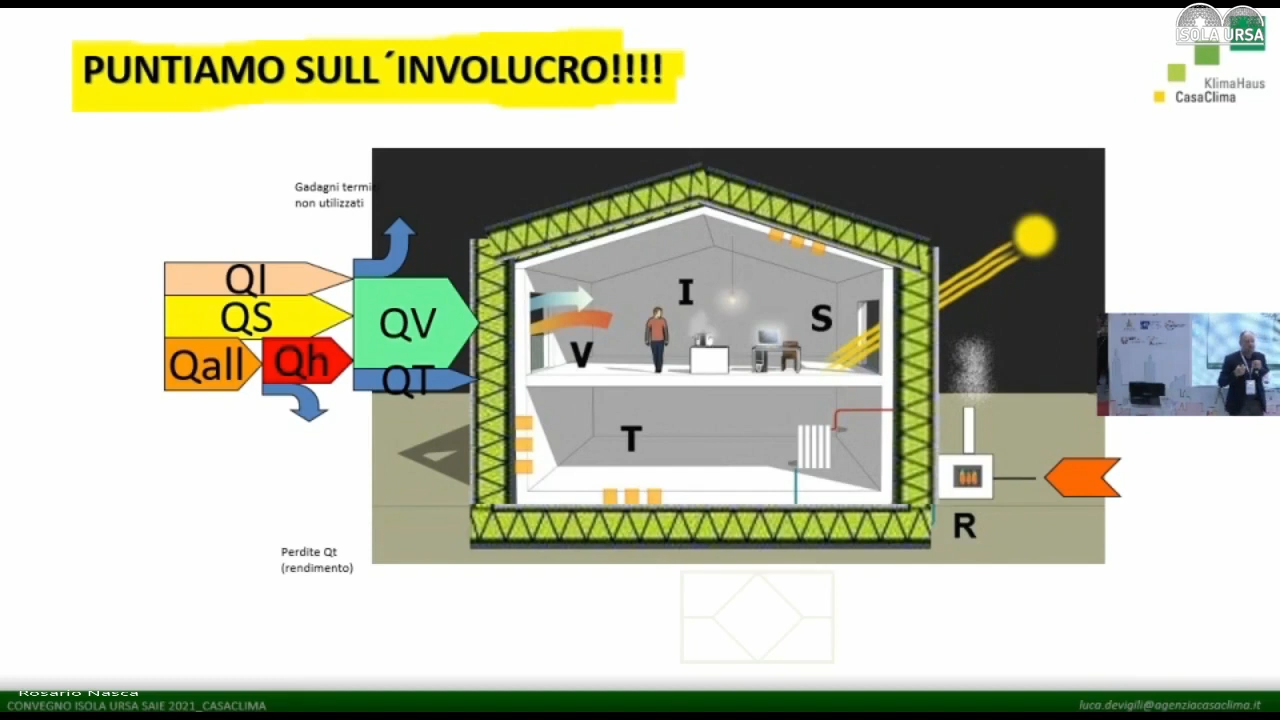 PUNTIAMO SULL´INVOLUCRO!!!!
ISOLA URSA
KlimaHaus
CasaClima
Gadagni termi
non utilizzati
QI
QS
Qall
Qh
QV
QT
I
S
V
T
R
Perdite Qt
(rendimento)
Rosario Nasca
CONVEGNO ISOLA URSA SAIE 2021_CASACLIMA
luca.devigili@agenziacasaclima.it